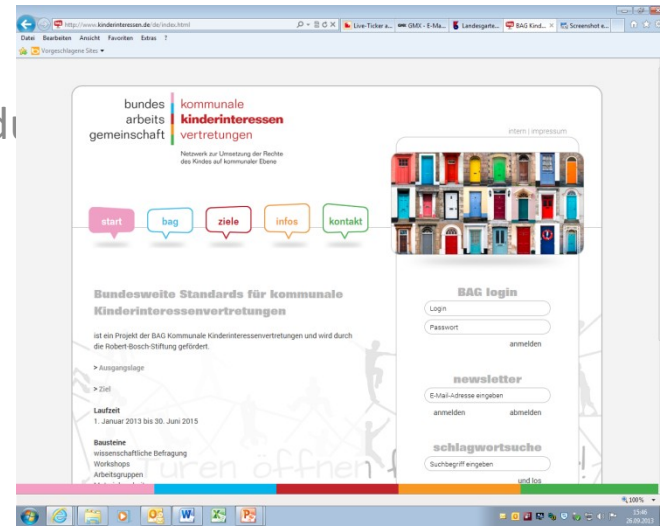 http://www.kinderinteressen.de/de/index.html
Live-Ticker a...
GMX - E-Ma...
Landesgarte...
BAG Kind...
Screenshot s...
Datei Bearbeiten Ansicht Favoriten Extras ?
Vorgeschlagene Sites
bundes kommunale
arbeits kinderinteressen
gemeinschaft vertretungen
Netzwerk zur Umsetzung der Rechte
des Kindes auf kommunaler Ebene
intern | impressum
start bag ziele infos kontakt
Bundesweite Standards für kommunale
Kinderinteressenvertretungen
ist ein Projekt der BAG Kommunale Kinderinteressenvertretungen und wird durch
die Robert-Bosch-Stiftung gefördert.
> Ausgangslage
> Ziel
Laufzeit
1. Januar 2013 bis 30. Juni 2015
Bausteine
wissenschaftliche Befragung
Workshops
Arbeitsgruppen
BAG login
Login
Passwort
anmelden
newsletter
E-Mail-Adresse eingeben
anmelden abmelden
schlagwortsuche
Suchbegriff eingeben
und los
Türen öffnen f
100%
15:46
26.09.2013